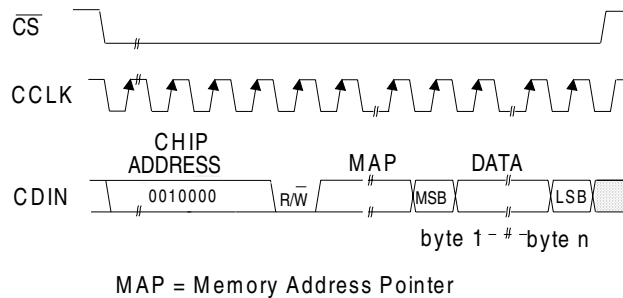 CS
CCLK
CHIP
ADDRESS
MAP
DATA
CDIN
0010000
R/W
MSB
LSB
byte 1 - # - byte n
MAP = Memory Address Pointer